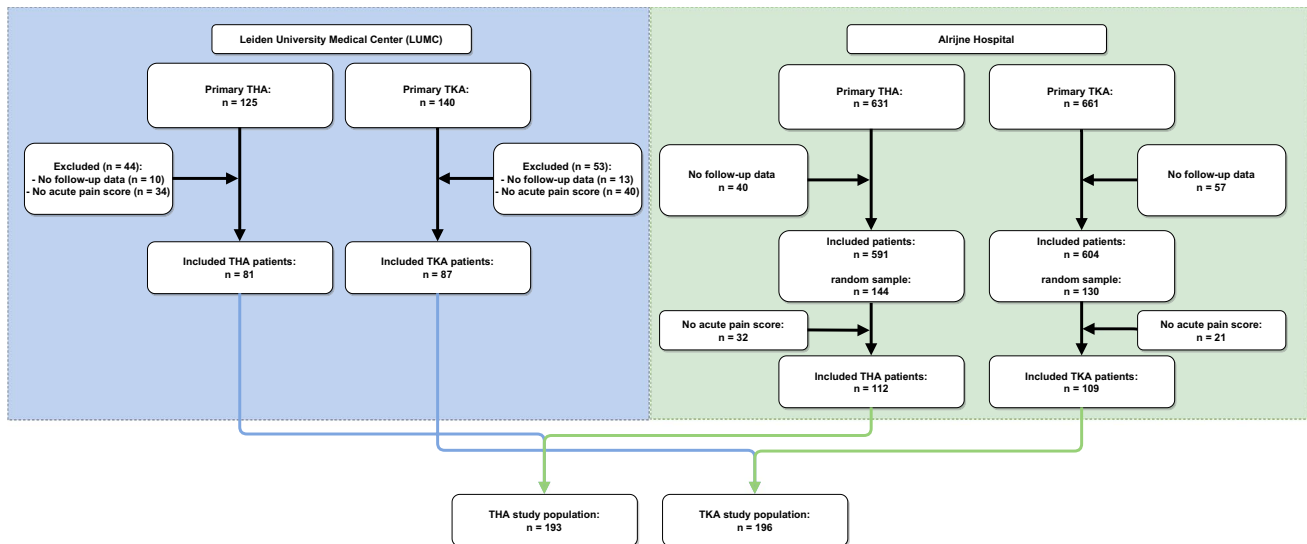 Leiden University Medical Center (LUMC)
Primary THA:
n = 125
Primary TKA:
n = 140
Excluded (n = 44):
- No follow-up data (n = 10)
- No acute pain score (n = 34)
Excluded (n = 53):
- No follow-up data (n = 13)
- No acute pain score (n = 40)
Included THA patients:
n = 81
Included TKA patients:
n = 87
Alrijne Hospital
Primary THA:
n = 631
Primary TKA:
n = 661
No follow-up data
n = 40
No follow-up data
n = 57
Included patients:
n = 591
random sample:
n = 144
Included patients:
n = 604
random sample:
n = 130
No acute pain score:
n = 32
No acute pain score:
n = 21
Included THA patients:
n = 112
Included TKA patients:
n = 109
THA study population:
n = 193
TKA study population:
n = 196